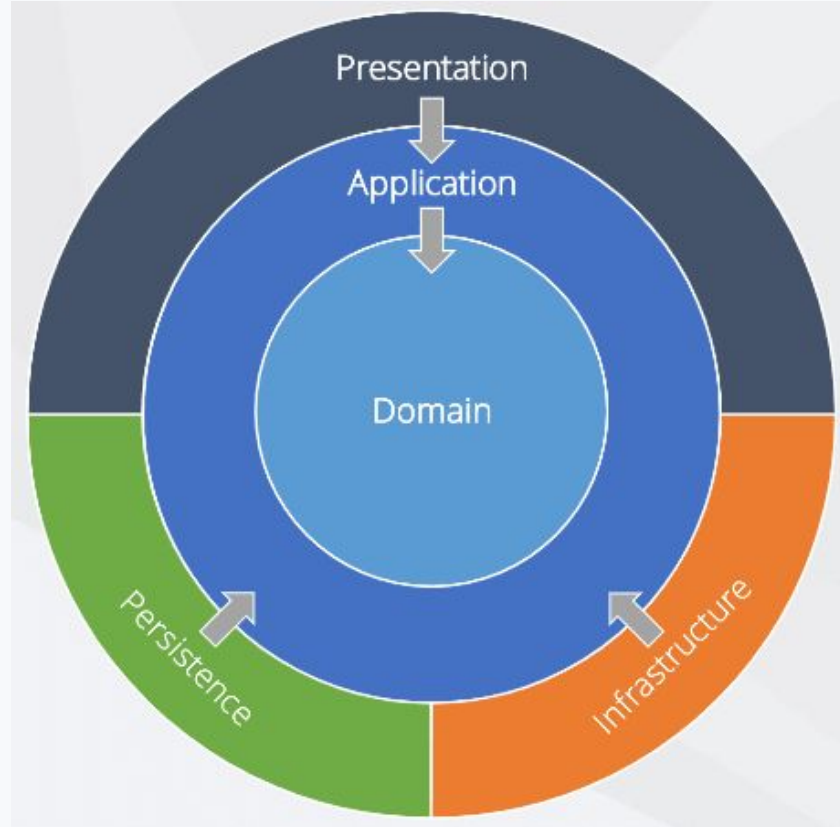 Presentation
Application
Domain
Persistence
Infrastructure